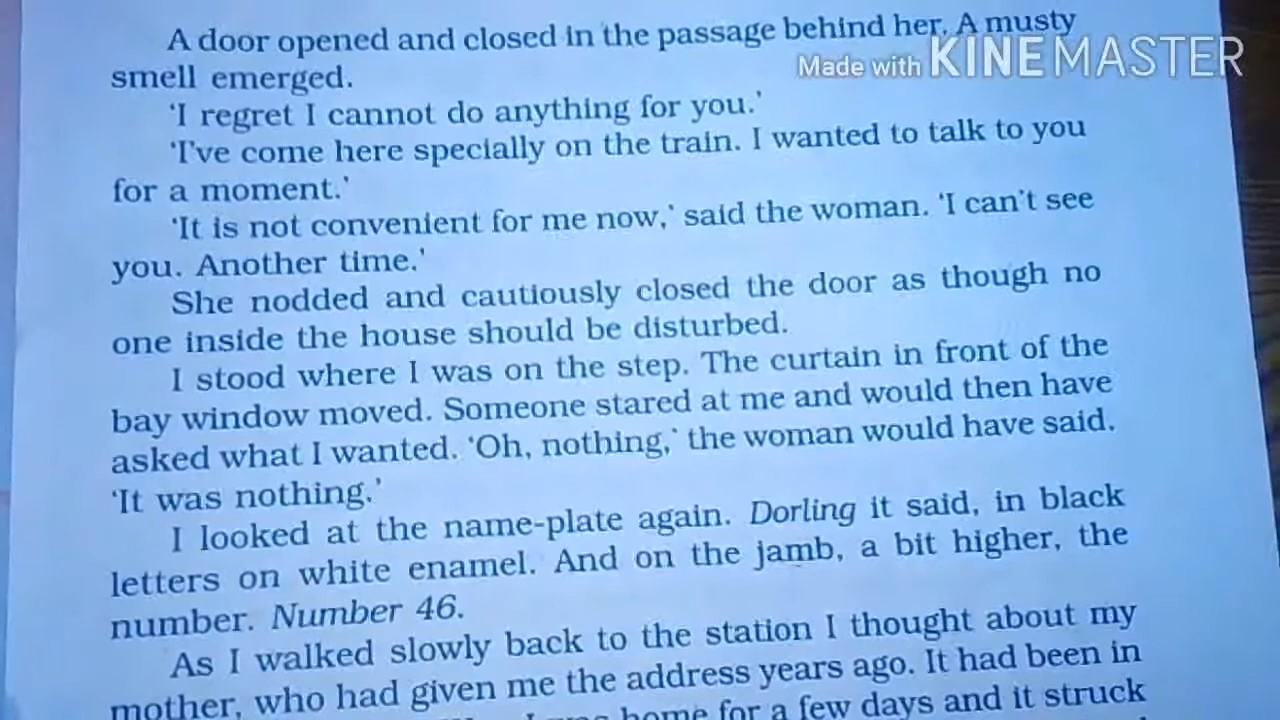 A door opened and closed in the passage behind her. A musty
smell emerged.
Made with KINEMASTER
‘I regret I cannot do anything for you.’
‘I’ve come here specially on the train. I wanted to talk to you
for a moment.’
‘It is not convenient for me now,’ said the woman. ‘I can’t see
you. Another time.’
She nodded and cautiously closed the door as though no
one inside the house should be disturbed.
I stood where I was on the step. The curtain in front of the
bay window moved. Someone stared at me and would then have
asked what I wanted. ‘Oh, nothing,’ the woman would have said.
‘It was nothing.’
I looked at the name-plate again. Dorling it said, in black
letters on white enamel. And on the jamb, a bit higher, the
number. Number 46.
As I walked slowly back to the station I thought about my
mother, who had given me the address years ago. It had been in
home for a few days and it struck